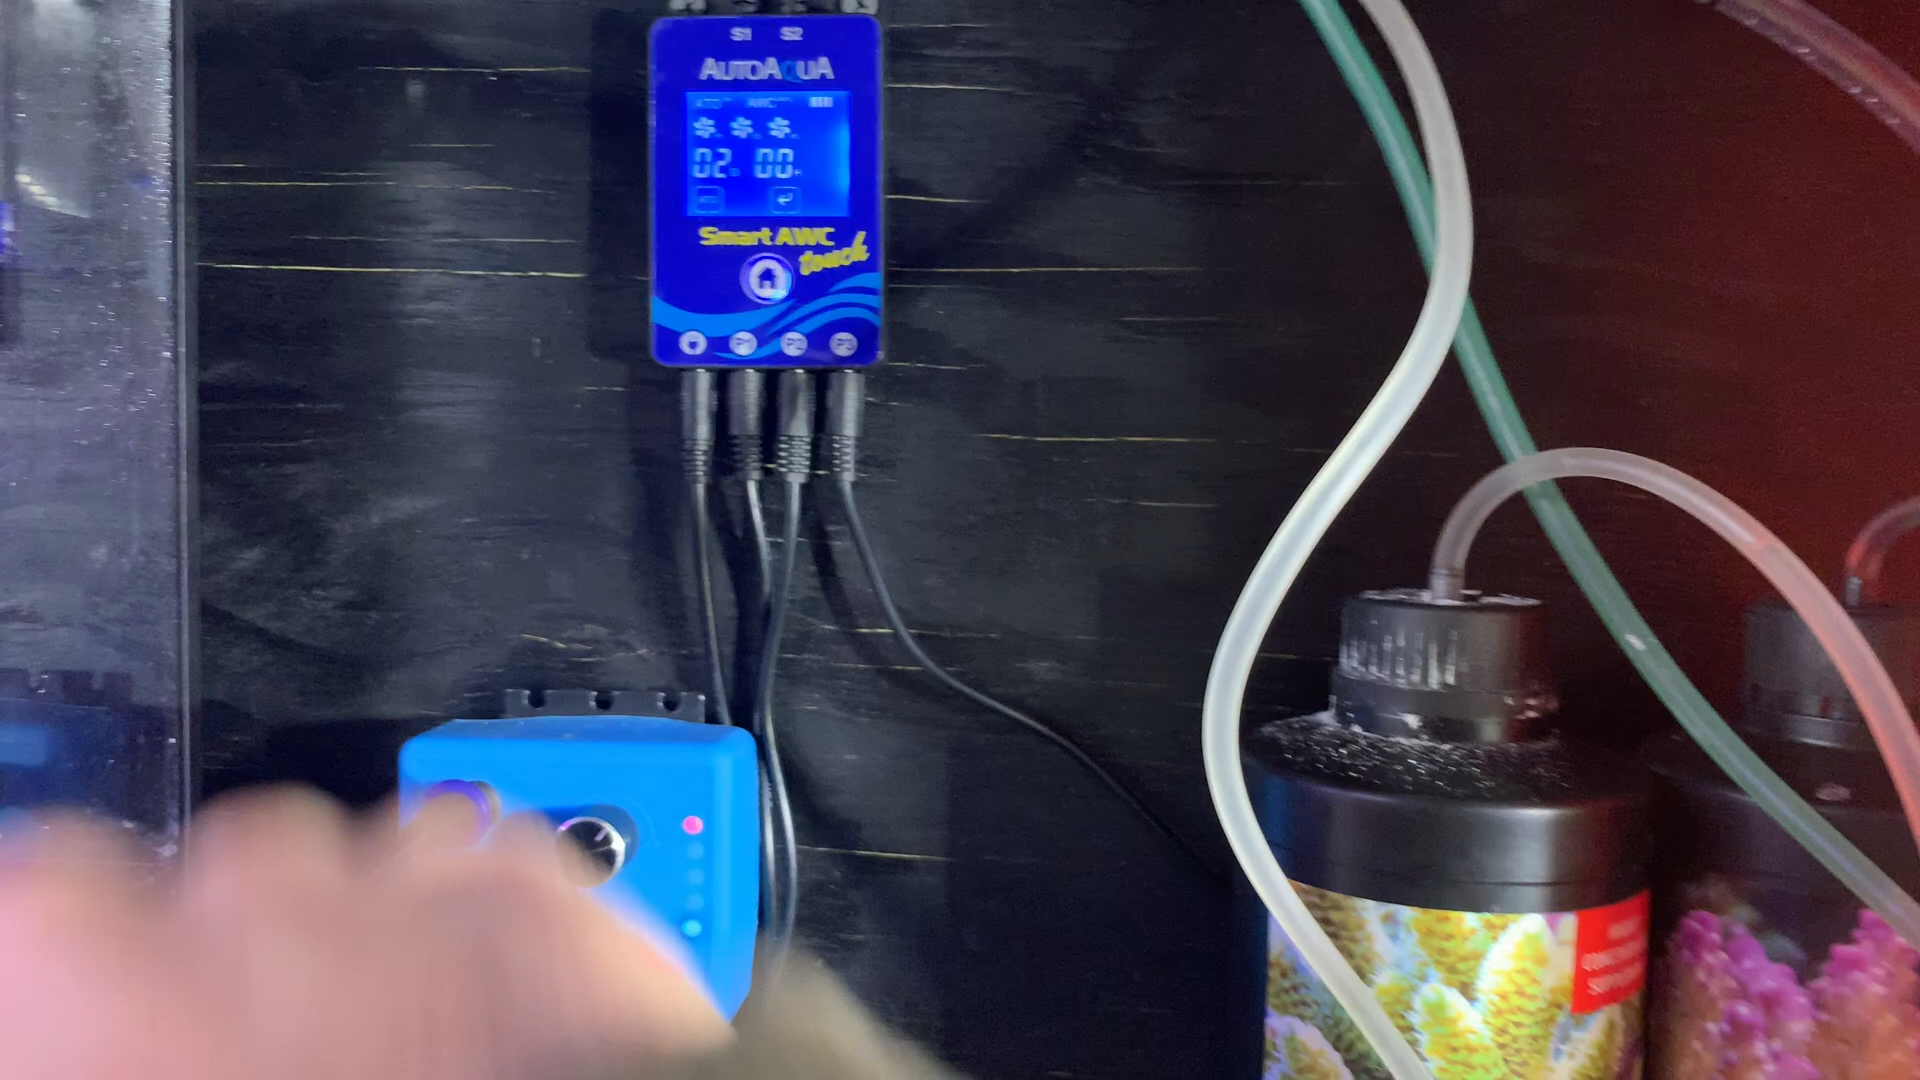 S1 S2
AUTOAQUA
ATO AWC
02 00
Smart AWC
touch
P1 P2 P3